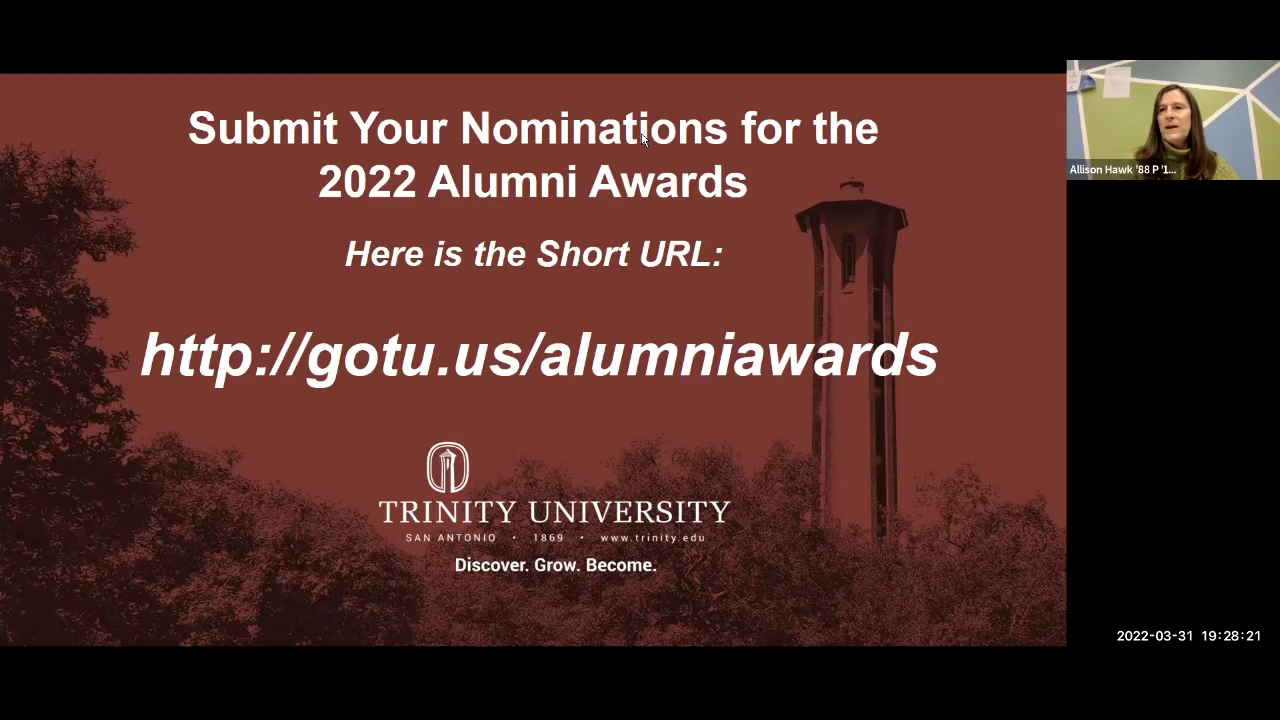 Submit Your Nominations for the
2022 Alumni Awards
Here is the Short URL:
http://gotu.us/alumniawards
TRINITY UNIVERSITY
SAN ANTONIO • 1869 • www.trinity.edu
Discover. Grow. Become.
Allison Hawk '88 P '1...
2022-03-31 19:28:21